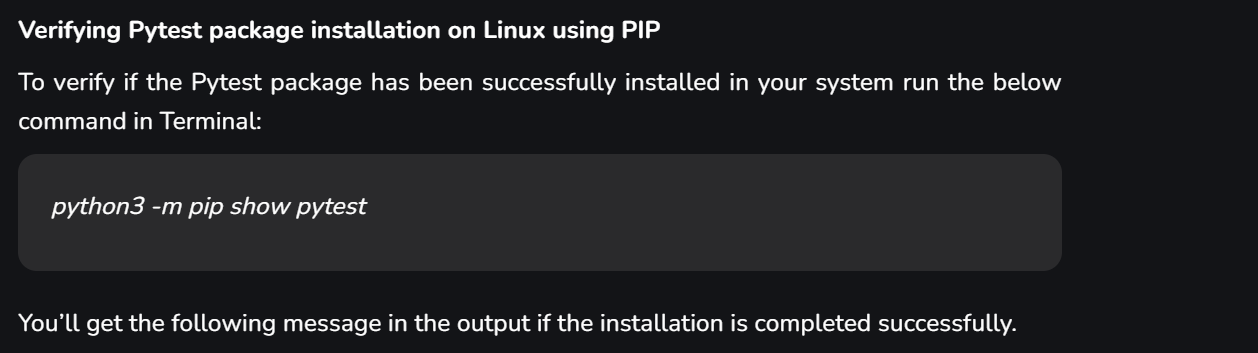 Verifying Pytest package installation on Linux using PIP
To verify if the Pytest package has been successfully installed in your system run the below
command in Terminal:
python3 -m pip show pytest
You’ll get the following message in the output if the installation is completed successfully.